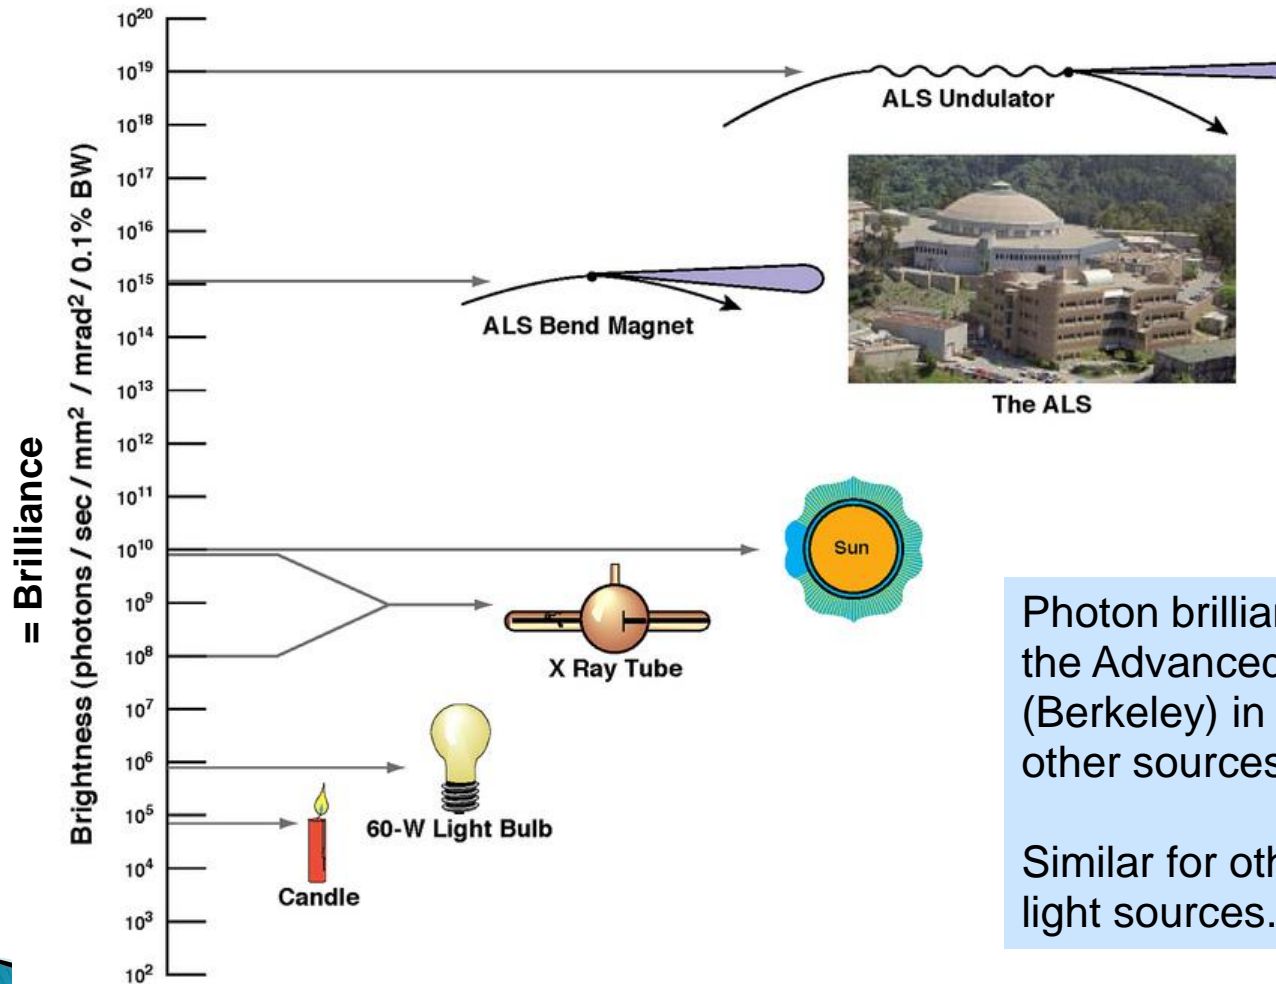 = Brilliance
Brightness (photons / sec / mm² / mrad² / 0.1% BW)
10²⁰
10¹⁹
10¹⁸
10¹⁷
10¹⁶
10¹⁵
10¹⁴
10¹³
10¹²
10¹¹
10¹⁰
10⁹
10⁸
10⁷
10⁶
10⁵
10⁴
10³
10²
ALS Undulator
ALS Bend Magnet
The ALS
Sun
X Ray Tube
60-W Light Bulb
Candle
Photon brillian
the Advanced
(Berkeley) in
other sources
Similar for oth
light sources.